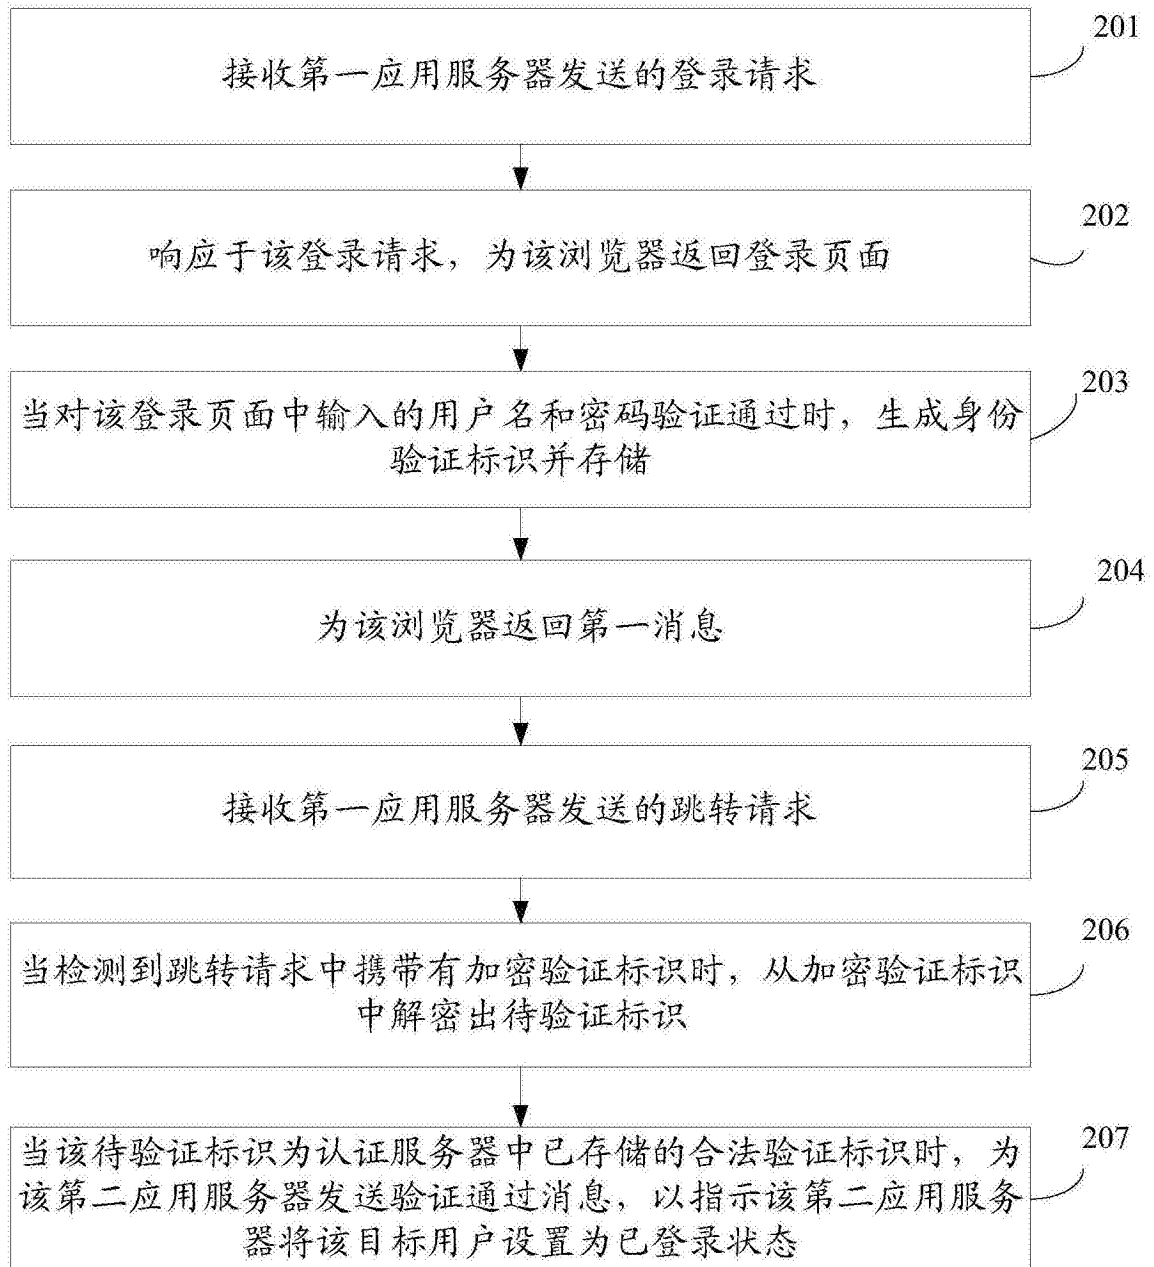 201
接收第一应用服务器发送的登录请求
202
响应于该登录请求，为该浏览器返回登录页面
203
当对该登录页面中输入的用户名和密码验证通过时，生成身份
验证标识并存储
204
为该浏览器返回第一消息
205
接收第一应用服务器发送的跳转请求
206
当检测到跳转请求中携带有加密验证标识时，从加密验证标识
中解密出待验证标识
207
当该待验证标识为认证服务器中已存储的合法验证标识时，为
该第二应用服务器发送验证通过消息，以指示该第二应用服务
器将该目标用户设置为已登录状态